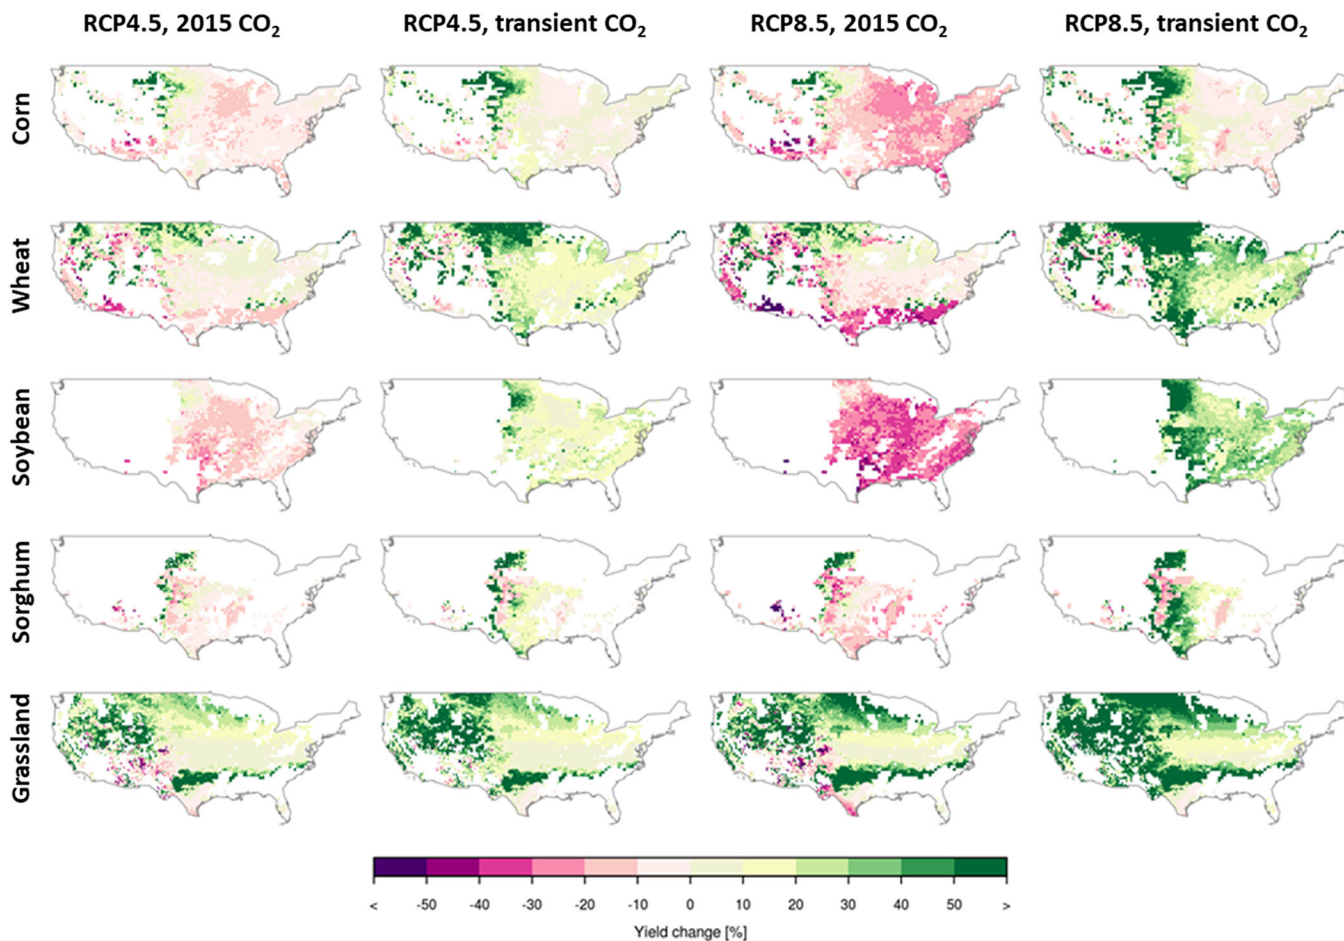 RCP4.5, 2015 CO₂
RCP4.5, transient CO₂
RCP8.5, 2015 CO₂
RCP8.5, transient CO₂
Corn
Wheat
Soybean
Sorghum
Grassland
< -50 -40 -30 -20 -10 0 10 20 30 40 50 >
Yield change [%]